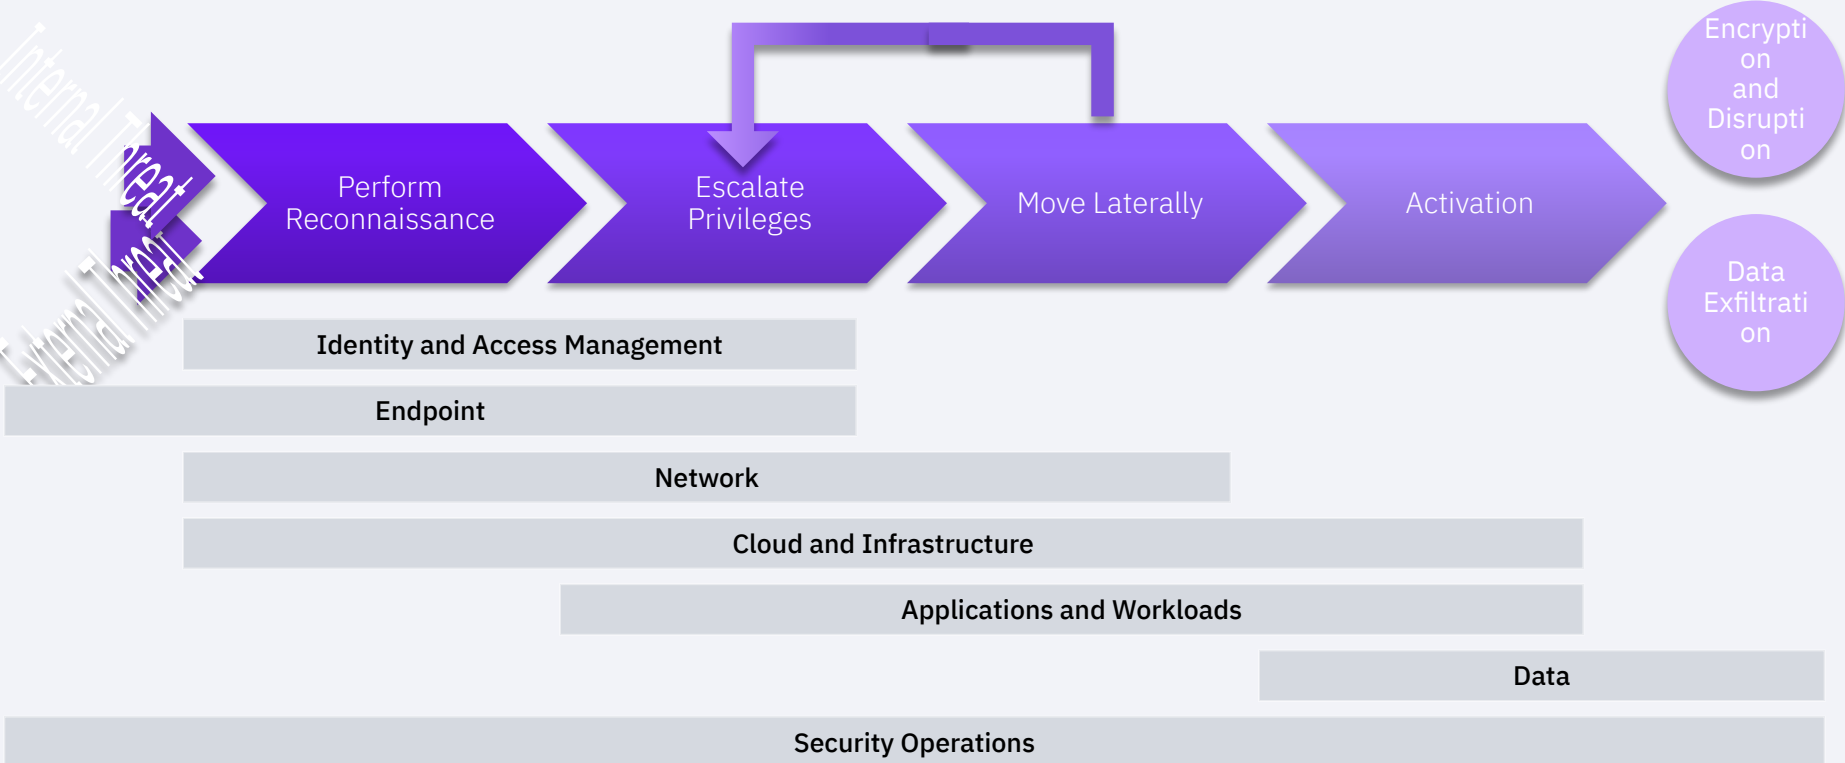 Internal Threat
External Threat
Perform
Reconnaissance
Escalate
Privileges
Move Laterally
Activation
Encrypti
on
and
Disrupti
on
Data
Exfiltrati
on
Identity and Access Management
Endpoint
Network
Cloud and Infrastructure
Applications and Workloads
Data
Security Operations